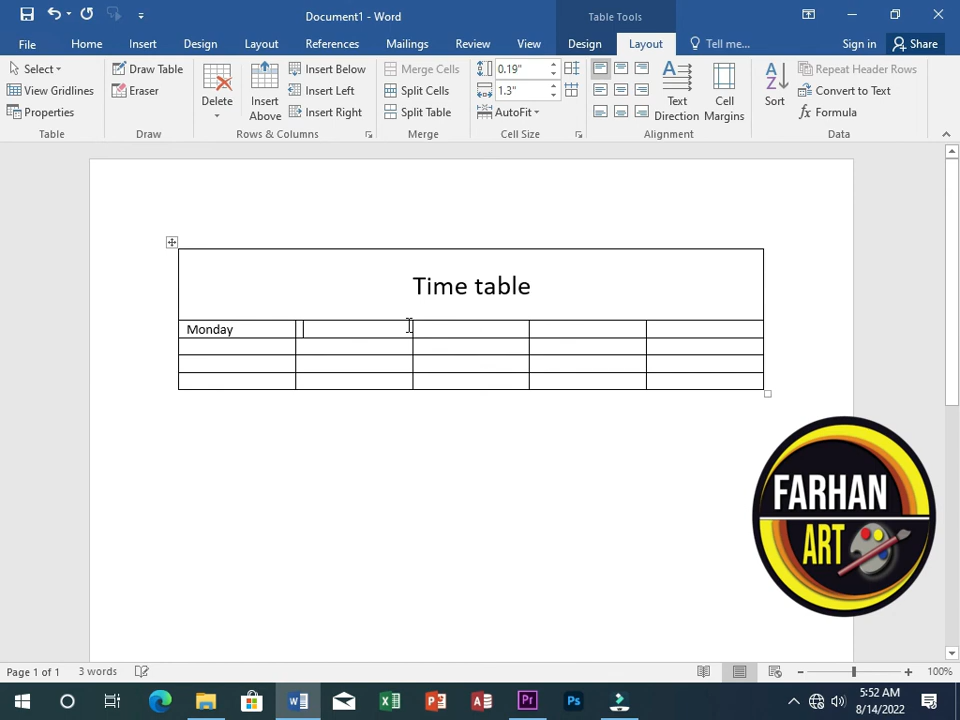 Document1 - Word
Table Tools
File
Home
Insert
Design
Layout
References
Mailings
Review
View
Design
Layout
Tell me...
Sign in
Share
Select
View Gridlines
Properties
Table
Draw Table
Eraser
Draw
Delete
Insert Above
Insert Below
Insert Left
Insert Right
Rows & Columns
Merge Cells
Split Cells
Split Table
Merge
0.19"
1.3"
AutoFit
Cell Size
Text Direction
Cell Margins
Alignment
Sort
Repeat Header Rows
Convert to Text
Formula
Data
Time table
Monday
FARHAN
ART
Page 1 of 1
3 words
100%
5:52 AM
8/14/2022